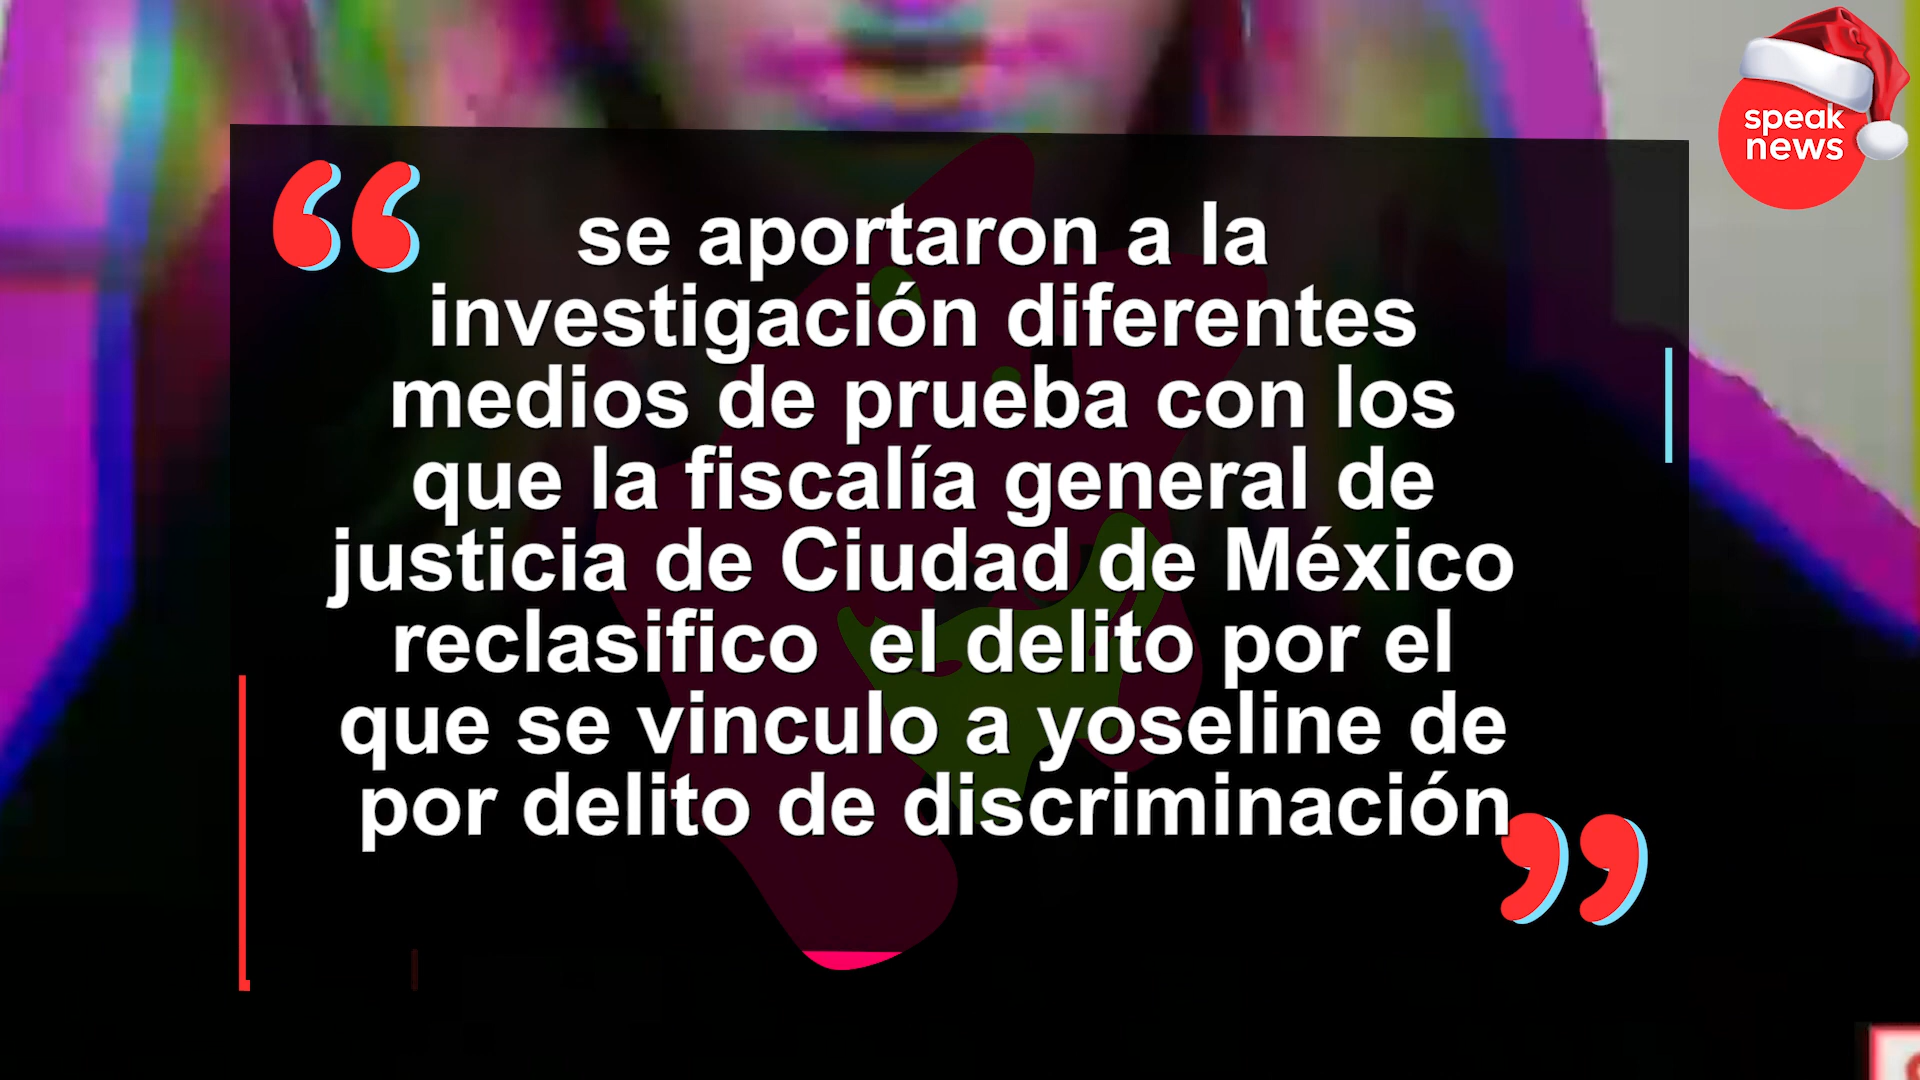 speak
news
“
se aportaron a la
investigación diferentes
medios de prueba con los
que la fiscalía general de
justicia de Ciudad de México
reclasifico el delito por el
que se vinculo a yoseline de
por delito de discriminación
”